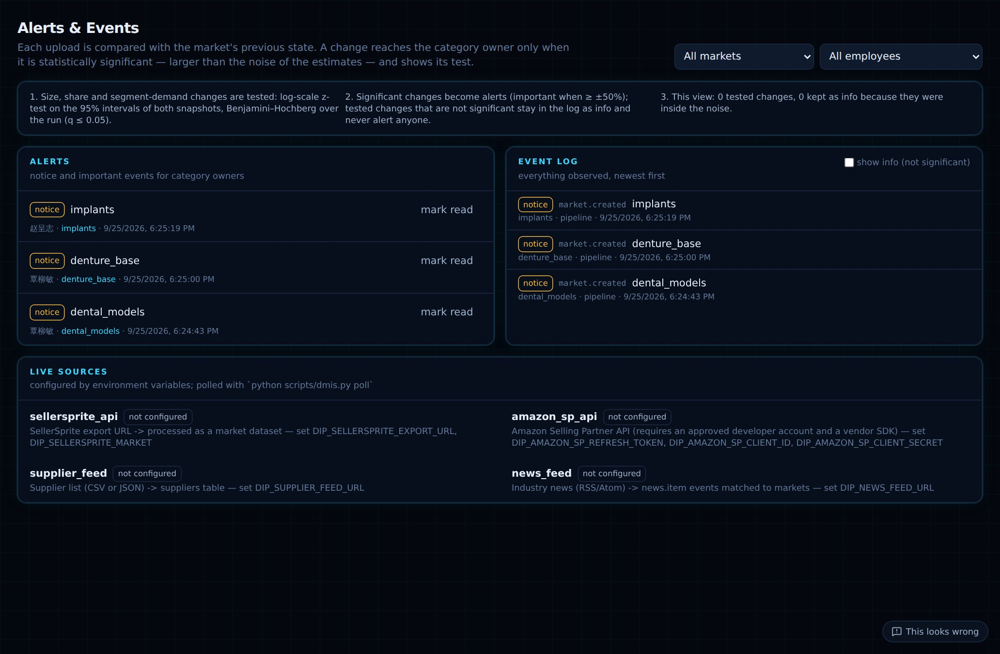 Alerts & Events
Each upload is compared with the market's previous state. A change reaches the category owner only when
it is statistically significant — larger than the noise of the estimates — and shows its test.
All markets
All employees
1. Size, share and segment-demand changes are tested: log-scale z-
test on the 95% intervals of both snapshots, Benjamini–Hochberg over
the run (q ≤ 0.05).
2. Significant changes become alerts (important when ≥ ±50%);
tested changes that are not significant stay in the log as info and
never alert anyone.
3. This view: 0 tested changes, 0 kept as info because they were
inside the noise.
ALERTS
notice and important events for category owners
notice implants mark read
赵呈志 · implants · 9/25/2026, 6:25:19 PM
notice denture_base mark read
覃柳敏 · denture_base · 9/25/2026, 6:25:00 PM
notice dental_models mark read
覃柳敏 · dental_models · 9/25/2026, 6:24:43 PM
EVENT LOG
show info (not significant)
everything observed, newest first
notice market.created implants
implants · pipeline · 9/25/2026, 6:25:19 PM
notice market.created denture_base
denture_base · pipeline · 9/25/2026, 6:25:00 PM
notice market.created dental_models
dental_models · pipeline · 9/25/2026, 6:24:43 PM
LIVE SOURCES
configured by environment variables; polled with `python scripts/dmis.py poll`
sellersprite_api not configured
SellerSprite export URL -> processed as a market dataset — set DIP_SELLERSPRITE_EXPORT_URL,
DIP_SELLERSPRITE_MARKET
amazon_sp_api not configured
Amazon Selling Partner API (requires an approved developer account and a vendor SDK) — set
DIP_AMAZON_SP_REFRESH_TOKEN, DIP_AMAZON_SP_CLIENT_ID, DIP_AMAZON_SP_CLIENT_SECRET
supplier_feed not configured
Supplier list (CSV or JSON) -> suppliers table — set DIP_SUPPLIER_FEED_URL
news_feed not configured
Industry news (RSS/Atom) -> news.item events matched to markets — set DIP_NEWS_FEED_URL
This looks wrong